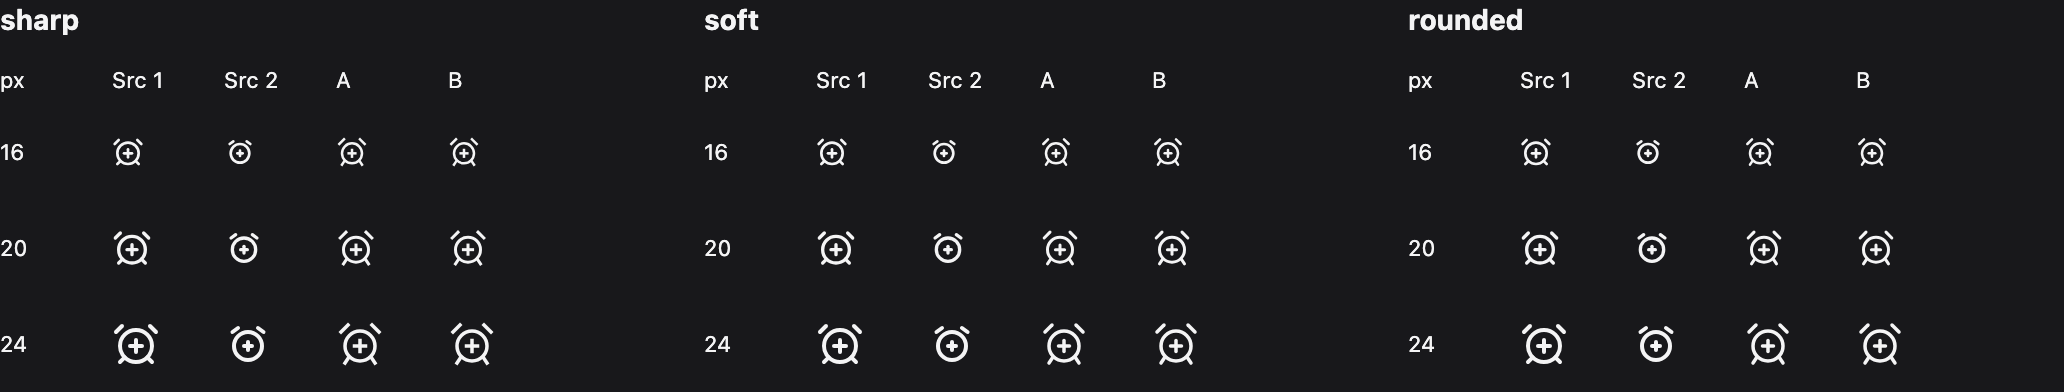 sharp soft rounded
px Src 1 Src 2 A B px Src 1 Src 2 A B px Src 1 Src 2 A B
16 16 16
20 20 20
24 24 24